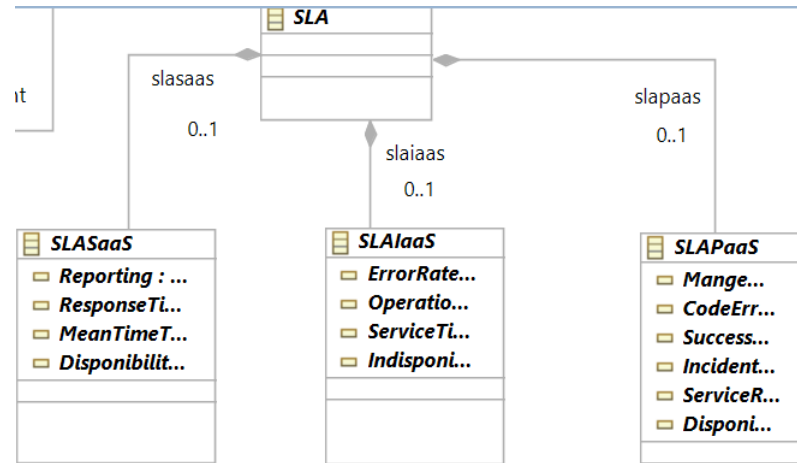 SLA
slasaas
0..1
slaiaas
0..1
slapaas
0..1
nt
SLASaaS
Reporting : ...
ResponseTi...
MeanTimeT...
Disponibilit...
SLAIaaS
ErrorRate...
Operatio...
ServiceTi...
Indisponi...
SLAPaaS
Mange...
CodeErr...
Success...
Incident...
ServiceR...
Disponi...